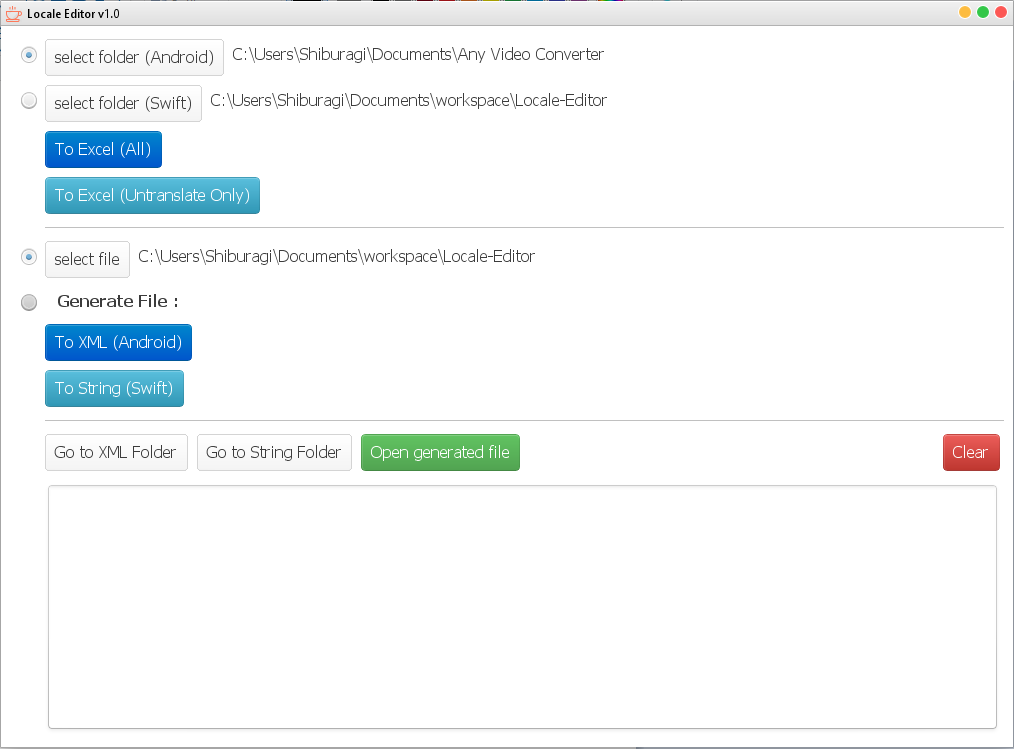 Locale Editor v1.0
select folder (Android) C:\Users\Shiburagi\Documents\Any Video Converter
select folder (Swift) C:\Users\Shiburagi\Documents\workspace\Locale-Editor
To Excel (All)
To Excel (Untranslate Only)
select file C:\Users\Shiburagi\Documents\workspace\Locale-Editor
Generate File :
To XML (Android)
To String (Swift)
Go to XML Folder Go to String Folder Open generated file Clear